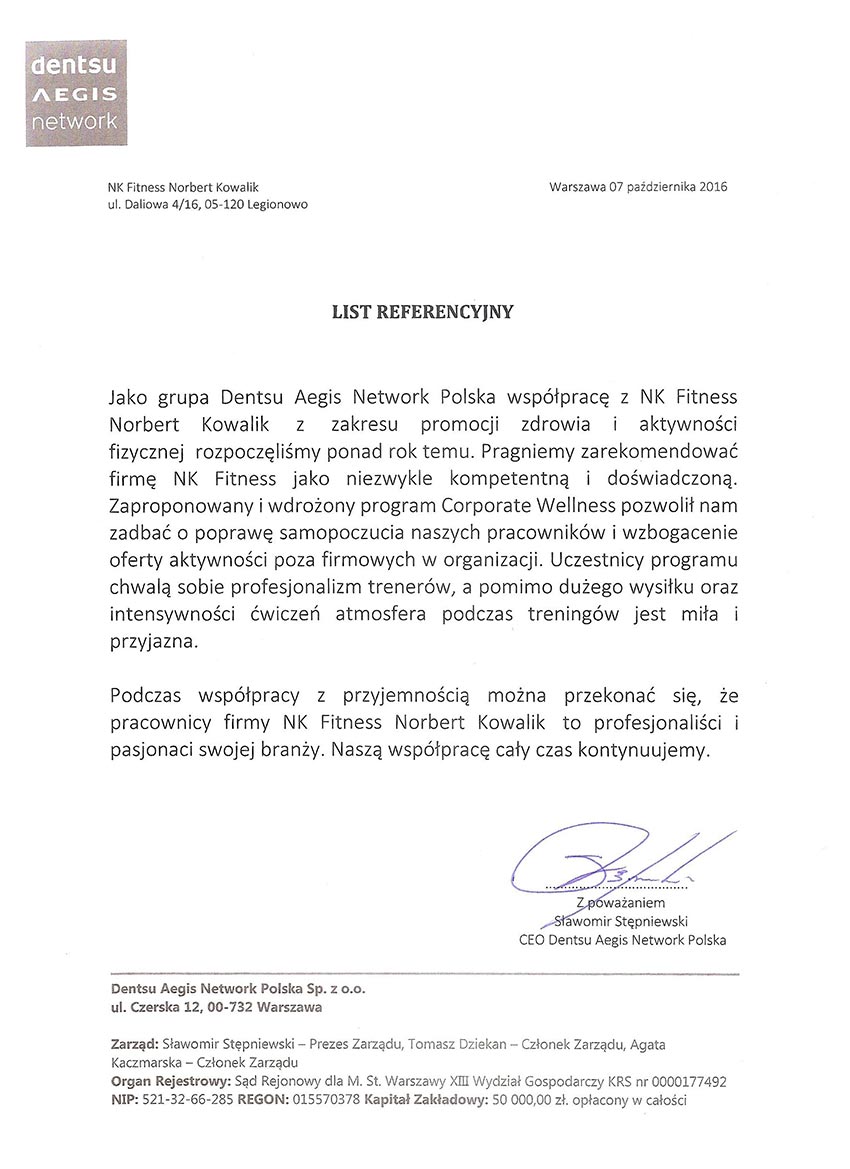 dentsu
AEGIS
network
NK Fitness Norbert Kowalik
ul. Daliowa 4/16, 05-120 Legionowo
Warszawa 07 października 2016
LIST REFERENCYJNY
Jako grupa Dentsu Aegis Network Polska współpracę z NK Fitness
Norbert Kowalik z zakresu promocji zdrowia i aktywności
fizycznej rozpoczęliśmy ponad rok temu. Pragniemy zarekomendować
firmę NK Fitness jako niezwykle kompetentną i doświadczoną.
Zaproponowany i wdrożony program Corporate Wellness pozwolił nam
zadbać o poprawę samopoczucia naszych pracowników i wzbogacenie
oferty aktywności poza firmowych w organizacji. Uczestnicy programu
chwalą sobie profesjonalizm trenerów, a pomimo dużego wysiłku oraz
intensywności ćwiczeń atmosfera podczas treningów jest miła i
przyjazna.
Podczas współpracy z przyjemnością można przekonać się, że
pracownicy firmy NK Fitness Norbert Kowalik to profesjonaliści i
pasjonaci swojej branży. Naszą współpracę cały czas kontynuujemy.
Z poważaniem
Sławomir Stępniewski
CEO Dentsu Aegis Network Polska
Dentsu Aegis Network Polska Sp. z o.o.
ul. Czerska 12, 00-732 Warszawa
Zarząd: Sławomir Stępniewski – Prezes Zarządu, Tomasz Dziekan – Członek Zarządu, Agata
Kaczmarska – Członek Zarządu
Organ Rejestrowy: Sąd Rejonowy dla M. St. Warszawy XIII Wydział Gospodarczy KRS nr 0000177492
NIP: 521-32-66-285 REGON: 015570378 Kapitał Zakładowy: 50 000,00 zł. opłacony w całości